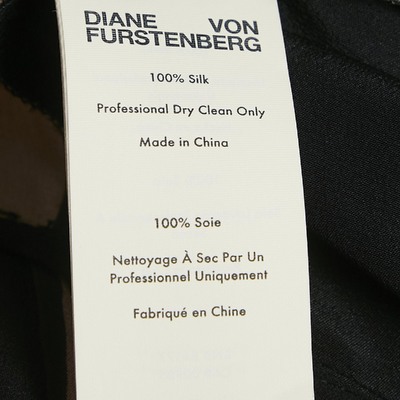 DIANE VON
FURSTENBERG
100% Silk
Professional Dry Clean Only
Made in China
100% Soie
Nettoyage À Sec Par Un
Professionnel Uniquement
Fabriqué en Chine